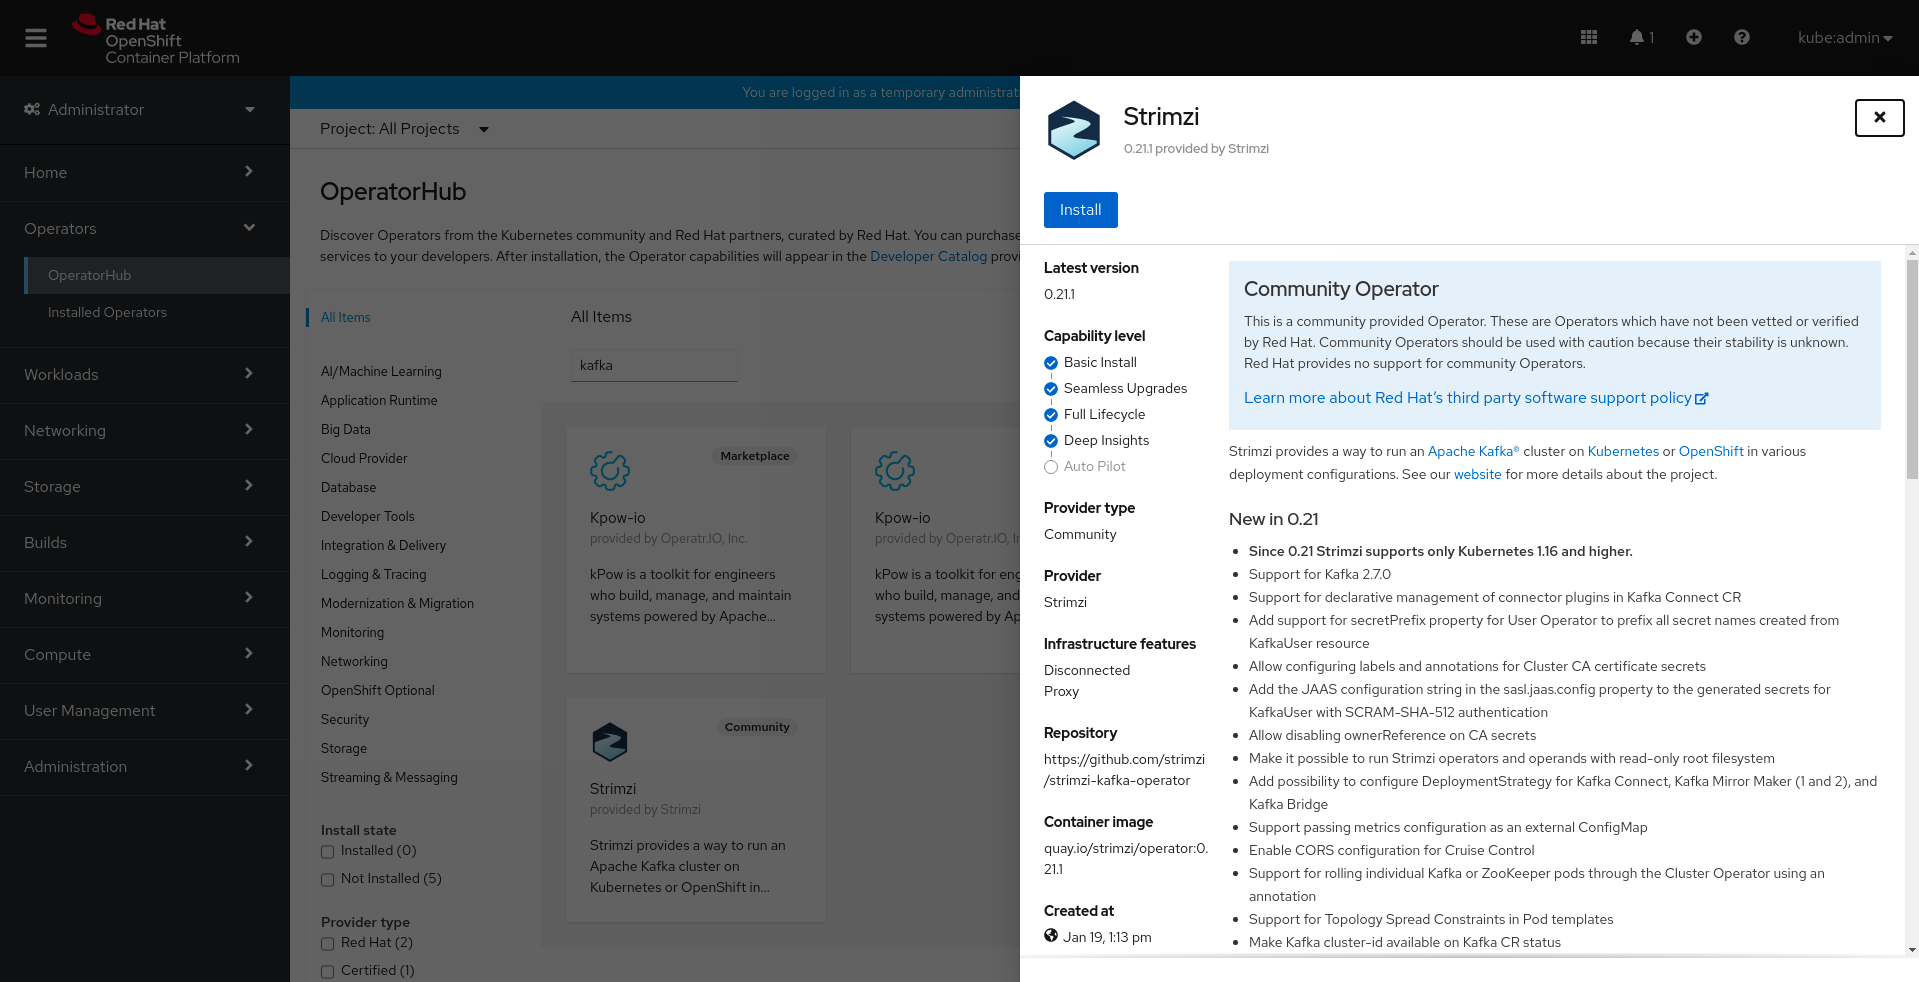 Red Hat
OpenShift
Container Platform
1
kube:admin
Administrator
Home
Operators
OperatorHub
Installed Operators
Workloads
Networking
Storage
Builds
Monitoring
Compute
User Management
Administration
You are logged in as a temporary
Project: All Projects
OperatorHub
Discover Operators from the Kubernetes community and Red Hat partners, curated by Red Hat. You can purchase
services to your developers. After installation, the Operator capabilities will appear in the Developer Catalog
All Items
AI/Machine Learning
Application Runtime
Big Data
Cloud Provider
Database
Developer Tools
Integration & Delivery
Logging & Tracing
Modernization & Migration
Monitoring
Networking
OpenShift Optional
Security
Storage
Streaming & Messaging
Install state
Installed (0)
Not Installed (5)
Provider type
Red Hat (2)
Certified (1)
All Items
kafka
Marketplace
Kpow-io
provided by Operatr.IO, Inc.
kPow is a toolkit for engineers
who build, manage, and maintain
systems powered by Apache...
Kpow-io
provided by Operatr.IO,
kPow is a toolkit for
who build, manage, and
systems powered by
Community
Strimzi
provided by Strimzi
Strimzi provides a way to run an
Apache Kafka cluster on
Kubernetes or OpenShift in...
Strimzi
0.21.1 provided by Strimzi
Install
Latest version
0.21.1
Capability level
Basic Install
Seamless Upgrades
Full Lifecycle
Deep Insights
Auto Pilot
Provider type
Community
Provider
Strimzi
Infrastructure features
Disconnected
Proxy
Repository
https://github.com/strimzi
/strimzi-kafka-operator
Container image
quay.io/strimzi/operator:0.
21.1
Created at
Jan 19, 1:13 pm
Community Operator
This is a community provided Operator. These are Operators which have not been vetted or verified
by Red Hat. Community Operators should be used with caution because their stability is unknown.
Red Hat provides no support for community Operators.
Learn more about Red Hat's third party software support policy
Strimzi provides a way to run an Apache Kafka® cluster on Kubernetes or OpenShift in various
deployment configurations. See our website for more details about the project.
New in 0.21
• Since 0.21 Strimzi supports only Kubernetes 1.16 and higher.
• Support for Kafka 2.7.0
• Support for declarative management of connector plugins in Kafka Connect CR
• Add support for secretPrefix property for User Operator to prefix all secret names created from
KafkaUser resource
• Allow configuring labels and annotations for Cluster CA certificate secrets
• Add the JAAS configuration string in the sasl.jaas.config property to the generated secrets for
KafkaUser with SCRAM-SHA-512 authentication
• Allow disabling ownerReference on CA secrets
• Make it possible to run Strimzi operators and operands with read-only root filesystem
• Add possibility to configure DeploymentStrategy for Kafka Connect, Kafka Mirror Maker (1 and 2), and
Kafka Bridge
• Support passing metrics configuration as an external ConfigMap
• Enable CORS configuration for Cruise Control
• Support for rolling individual Kafka or ZooKeeper pods through the Cluster Operator using an
annotation
• Support for Topology Spread Constraints in Pod templates
• Make Kafka cluster-id available on Kafka CR status